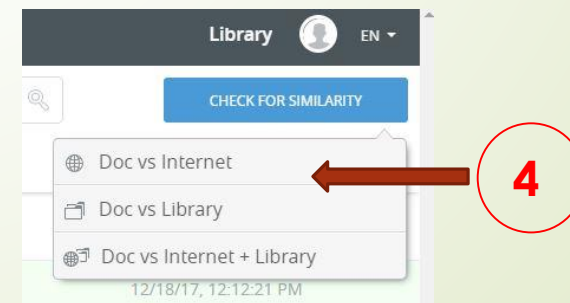 Library EN
CHECK FOR SIMILARITY
Doc vs Internet
4
Doc vs Library
Doc vs Internet + Library
12/18/17, 12:12:21 PM